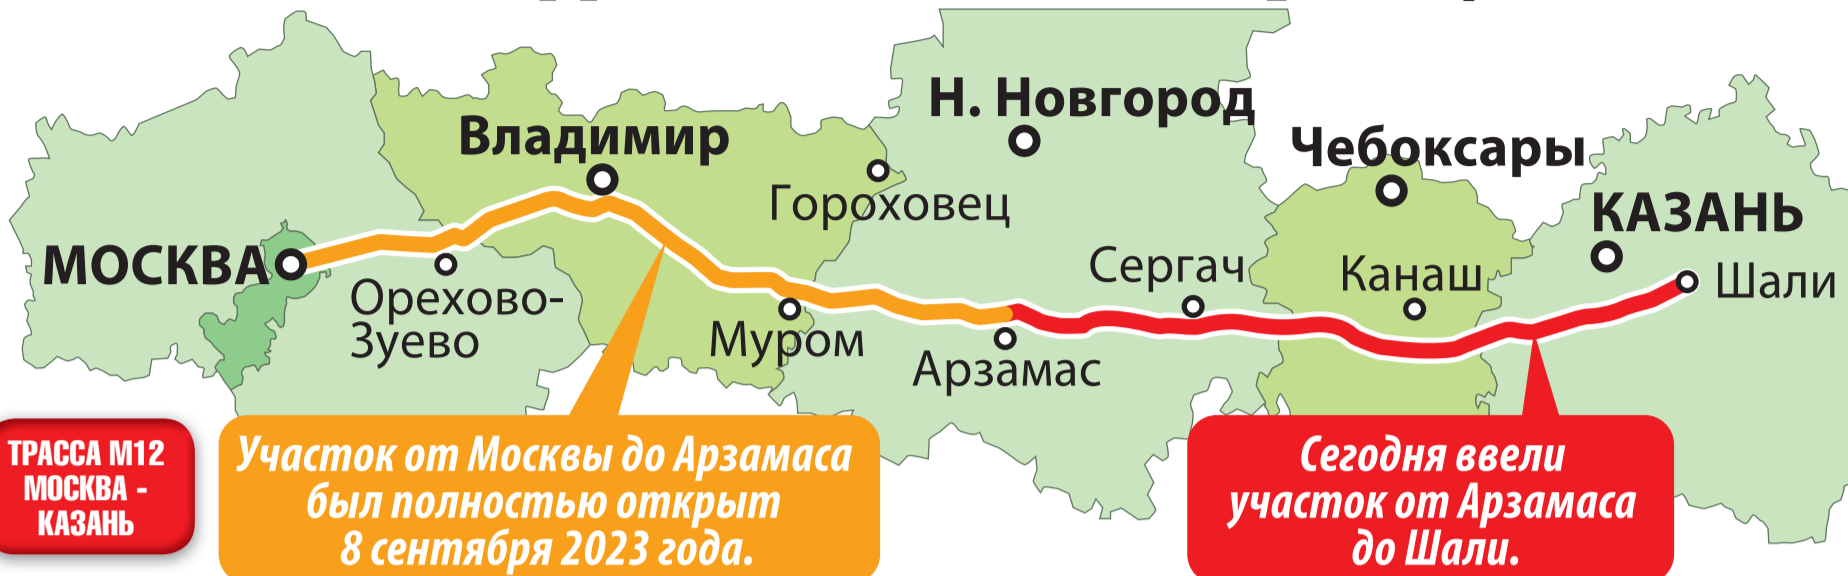 Н. Новгород
Владимир
Чебоксары
Гороховец
КАЗАНЬ
МОСКВА
Сергач
Канаш
Шали
Орехово-
Зуево
Муром
Арзамас
ТРАССА М12
МОСКВА -
КАЗАНЬ
Участок от Москвы до Арзамаса
был полностью открыт
8 сентября 2023 года.
Сегодня ввели
участок от Арзамаса
до Шали.